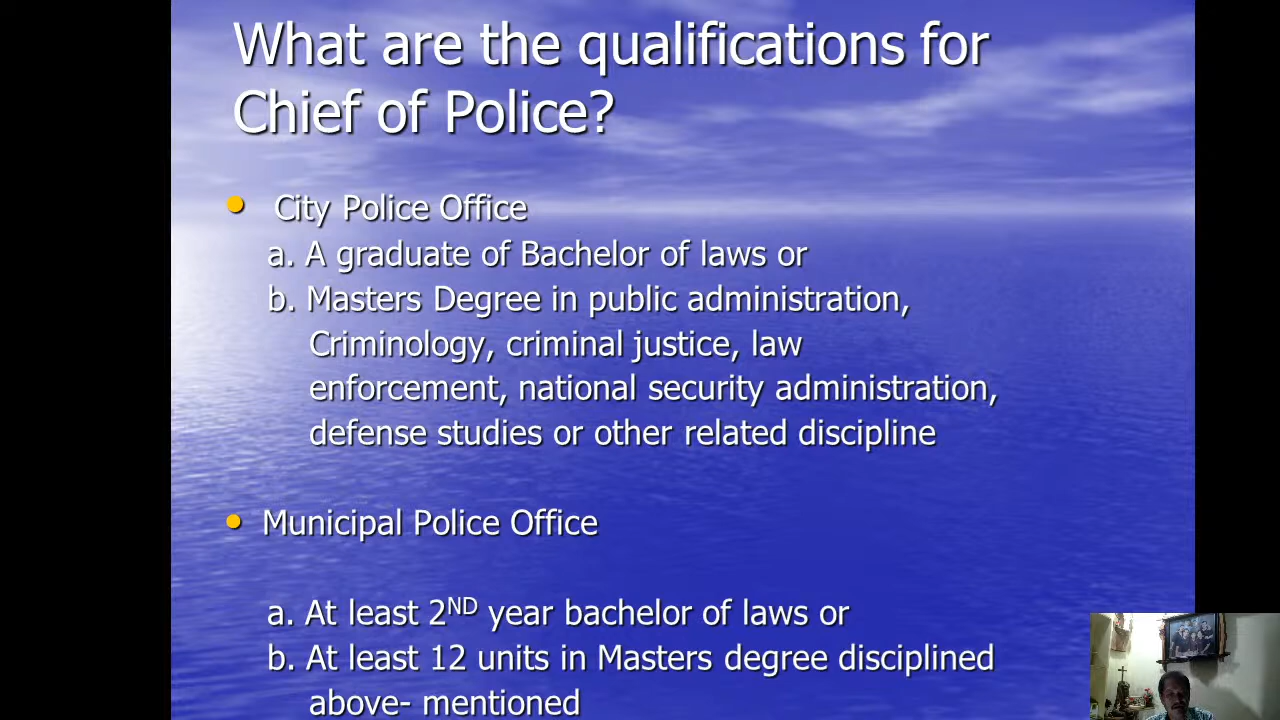 What are the qualifications for
Chief of Police?
• City Police Office
a. A graduate of Bachelor of laws or
b. Masters Degree in public administration,
Criminology, criminal justice, law
enforcement, national security administration,
defense studies or other related discipline
• Municipal Police Office
a. At least 2ND year bachelor of laws or
b. At least 12 units in Masters degree disciplined
above- mentioned